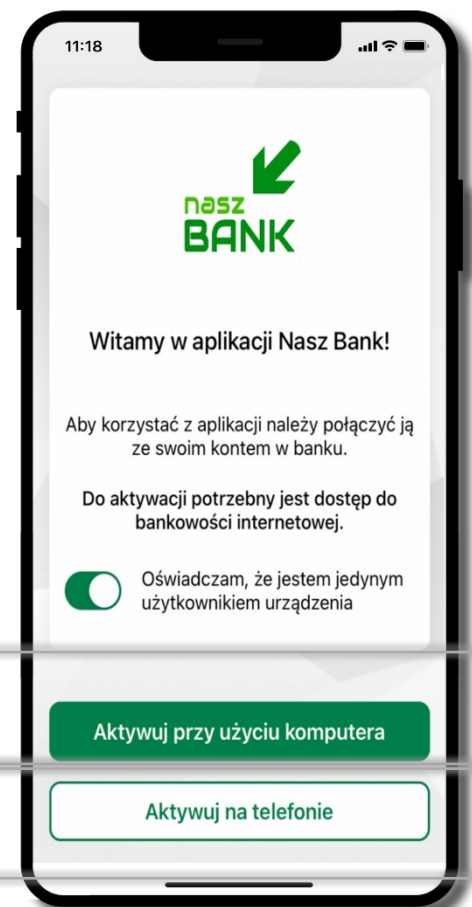 11:18
nasz
BANK
Witamy w aplikacji Nasz Bank!
Aby korzystać z aplikacji należy połączyć ją
ze swoim kontem w banku.
Do aktywacji potrzebny jest dostęp do
bankowości internetowej.
Oświadczam, że jestem jedynym
użytkownikiem urządzenia
Aktywuj przy użyciu komputera
Aktywuj na telefonie